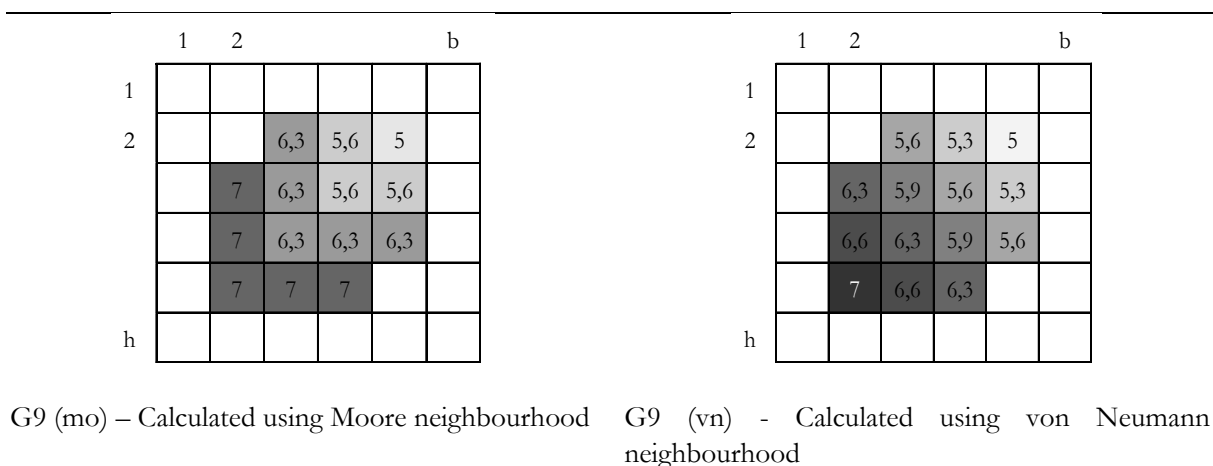 1 2 b
1
2 6,3 5,6 5
7 6,3 5,6 5,6
7 6,3 6,3 6,3
7 7 7
h
G9 (mo) – Calculated using Moore neighbourhood
1 2 b
1
2 5,6 5,3 5
6,3 5,9 5,6 5,3
6,6 6,3 5,9 5,6
7 6,6 6,3
h
G9 (vn) - Calculated using von Neumann
neighbourhood